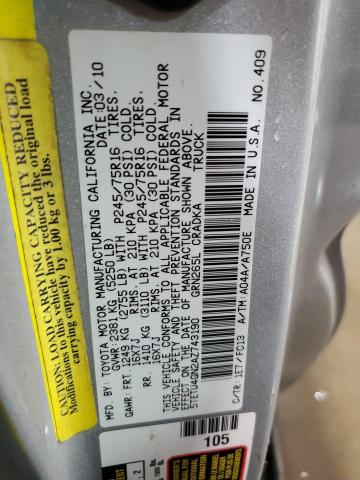 LOAD CARRYING CAPACITY REDUCED
Modifications to this vehicle have reduced the original load
carrying capacity by 1.00 kg or 3 lbs.
MFD. BY: TOYOTA MOTOR MANUFACTURING CALIFORNIA INC.
GVWR: 2381 KG (5250 LB) DATE: 03/10
GAWR: FRT. 1249 KG (2755 LB) WITH P245/75R16 TIRES.
16X7J RIMS. AT 210 KPA (30 PSI) COLD.
RR. 1410 KG (3110 LB) WITH P245/75R16 TIRES.
16X7J RIMS. AT 210 KPA (30 PSI) COLD.
THIS VEHICLE CONFORMS TO ALL APPLICABLE FEDERAL MOTOR
VEHICLE SAFETY AND THEFT PREVENTION STANDARDS IN
EFFECT ON THE DATE OF MANUFACTURE SHOWN ABOVE.
5TETU4GN2AZ743190 GRN265L CRADKA TRUCK
C/TR: 1E7/FC13 A/TM: A04A/A750E MADE IN U.S.A. NO. 409
105